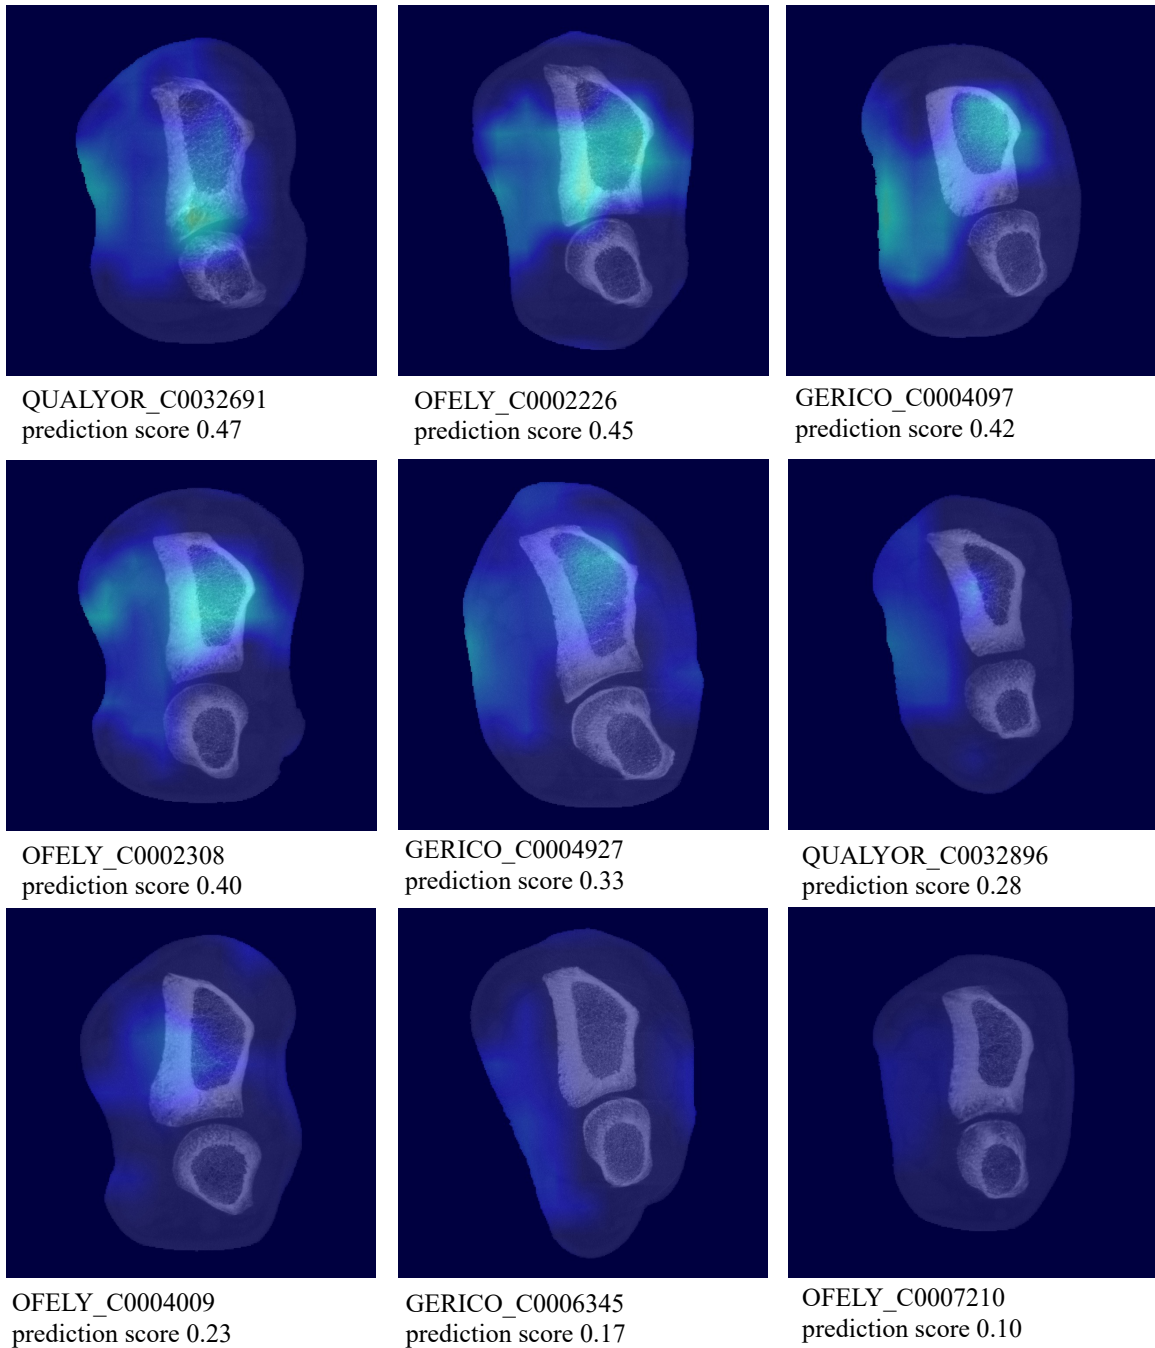 QUALYOR_C0032691
prediction score 0.47
OFELY_C0002226
prediction score 0.45
GERICO_C0004097
prediction score 0.42
OFELY_C0002308
prediction score 0.40
GERICO_C0004927
prediction score 0.33
QUALYOR_C0032896
prediction score 0.28
OFELY_C0004009
prediction score 0.23
GERICO_C0006345
prediction score 0.17
OFELY_C0007210
prediction score 0.10